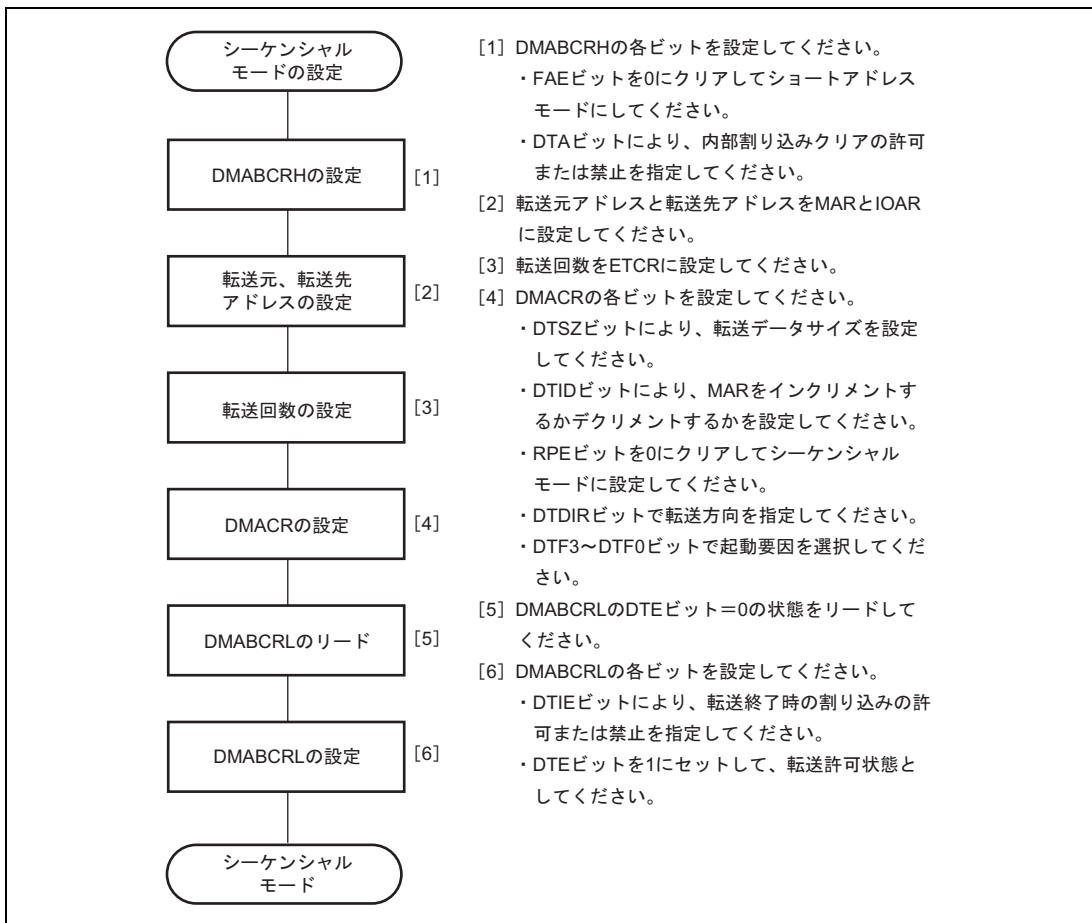 シーケンシャル
モードの設定
DMABCRHの設定
[1]
転送元、転送先
アドレスの設定
[2]
転送回数の設定
[3]
DMACRの設定
[4]
DMABCRLのリード
[5]
DMABCRLの設定
[6]
シーケンシャル
モード
[1] DMABCRHの各ビットを設定してください。
・FAEビットを0にクリアしてショートアドレス
モードにしてください。
・DTAビットにより、内部割り込みクリアの許可
または禁止を指定してください。
[2] 転送元アドレスと転送先アドレスをMARとIOAR
に設定してください。
[3] 転送回数をETCRに設定してください。
[4] DMACRの各ビットを設定してください。
・DTSZビットにより、転送データサイズを設定
してください。
・DTIDビットにより、MARをインクリメントす
るかデクリメントするかを設定してください。
・RPEビットを0にクリアしてシーケンシャル
モードに設定してください。
・DTDIRビットで転送方向を指定してください。
・DTF3～DTF0ビットで起動要因を選択してくだ
さい。
[5] DMABCRLのDTEビット＝0の状態をリードして
ください。
[6] DMABCRLの各ビットを設定してください。
・DTIEビットにより、転送終了時の割り込みの許
可または禁止を指定してください。
・DTEビットを1にセットして、転送許可状態と
してください。